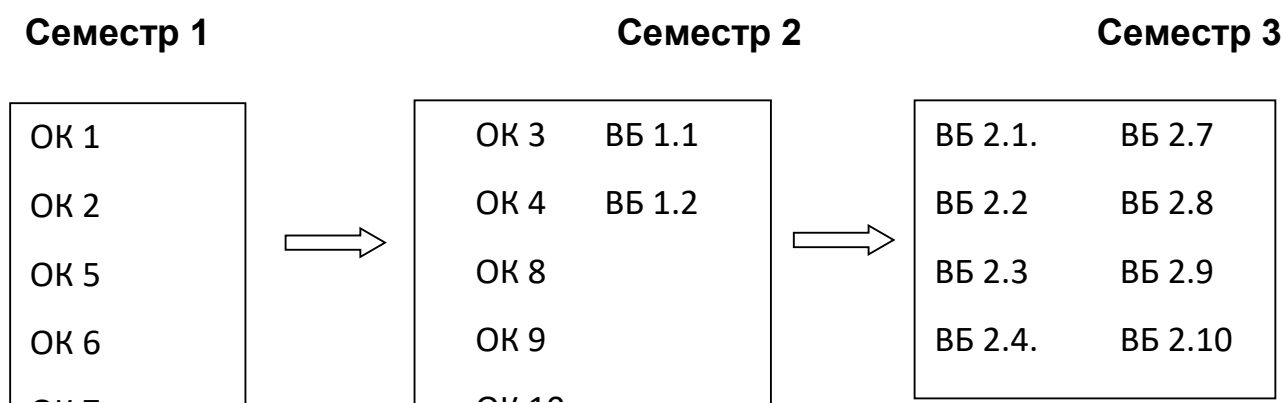 Семестр 1
Семестр 2
Семестр 3
ОК 1
ОК 2
ОК 5
ОК 6
ОК 3 ВБ 1.1
ОК 4 ВБ 1.2
ОК 8
ОК 9
ВБ 2.1. ВБ 2.7
ВБ 2.2 ВБ 2.8
ВБ 2.3 ВБ 2.9
ВБ 2.4. ВБ 2.10